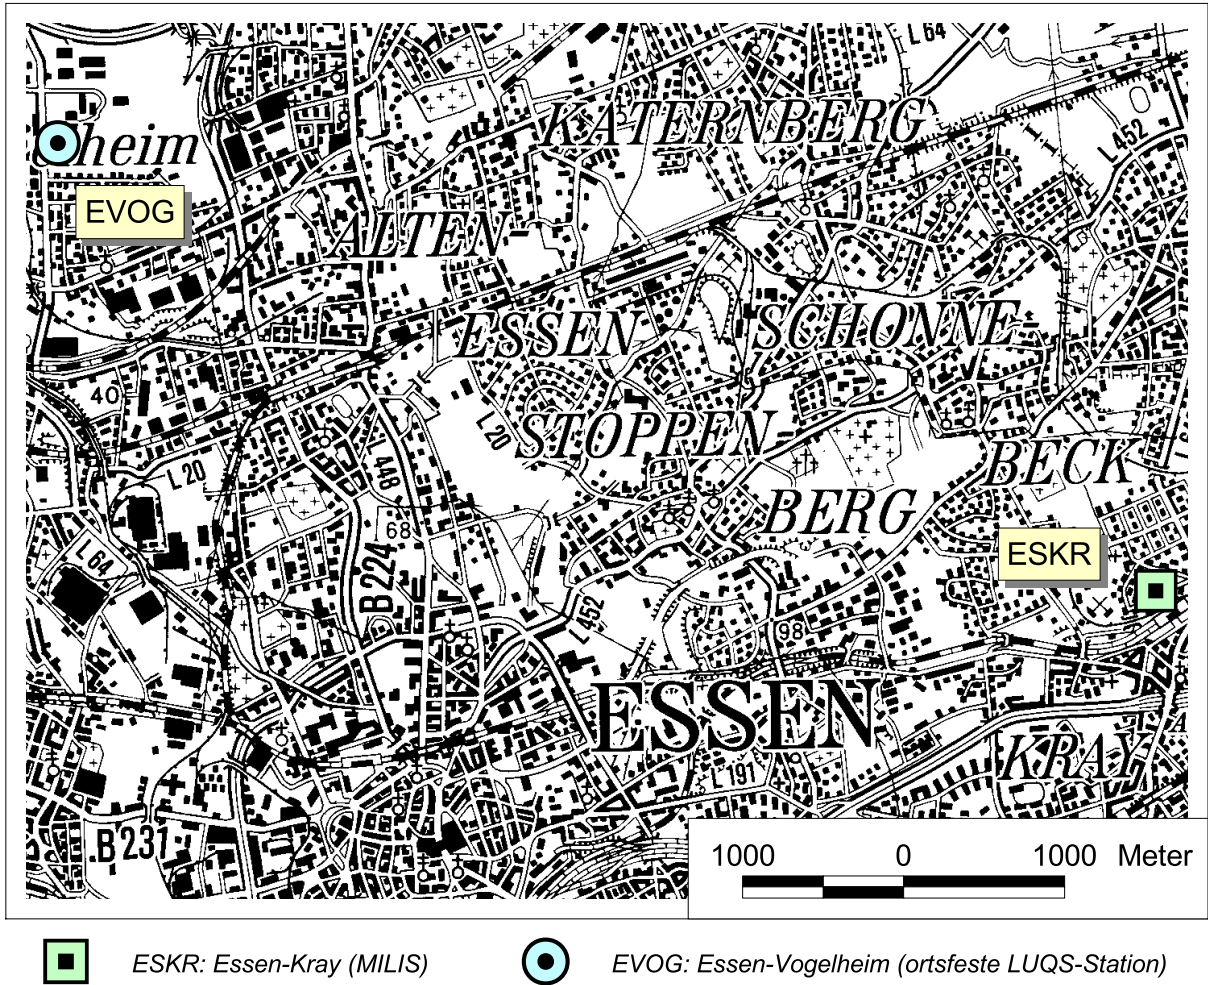 L 64
KATERNBERG
heim
L 452
EVOG
ALTEN-
ESSEN
SCHONNE-
40
L 20
STOPPEN-
BECK
L 20
448
BERG
68
ESKR
L 64
B 224
L 452
98
ESSEN
KRAY
L 191
B 231
1000 0 1000 Meter
ESKR: Essen-Kray (MILIS)
EVOG: Essen-Vogelheim (ortsfeste LUQS-Station)